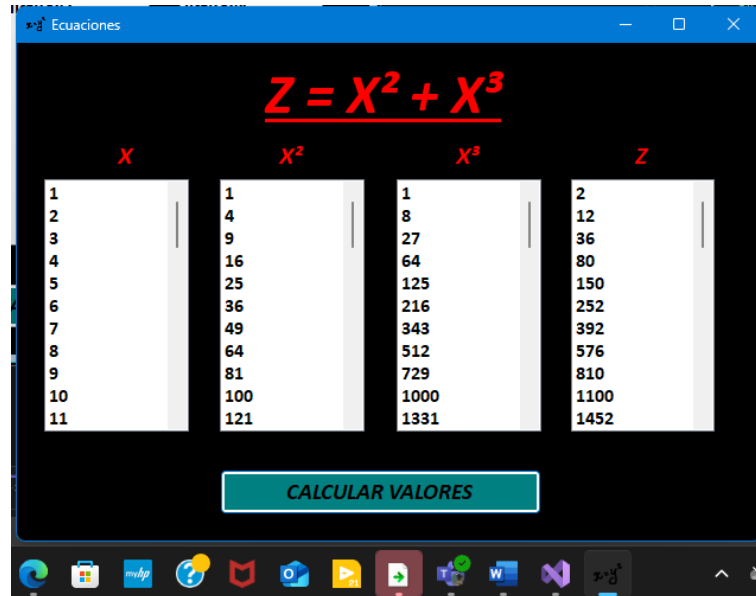 Ecuaciones
Z = X² + X³
X X² X³ Z
1 1 1 2
2 4 8 12
3 9 27 36
4 16 64 80
5 25 125 150
6 36 216 252
7 49 343 392
8 64 512 576
9 81 729 810
10 100 1000 1100
11 121 1331 1452
CALCULAR VALORES
myhp
21